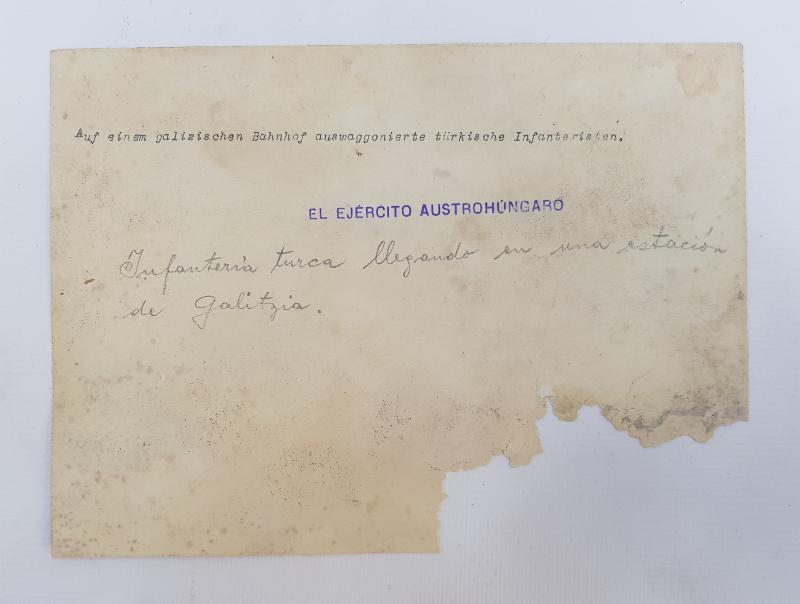 Auf einem galizischen Bahnhof auswaggonierte türkische Infanteristen.
EL EJÉRCITO AUSTROHÚNGARO
Infantería turca llegando en una estación
de Galitzia.